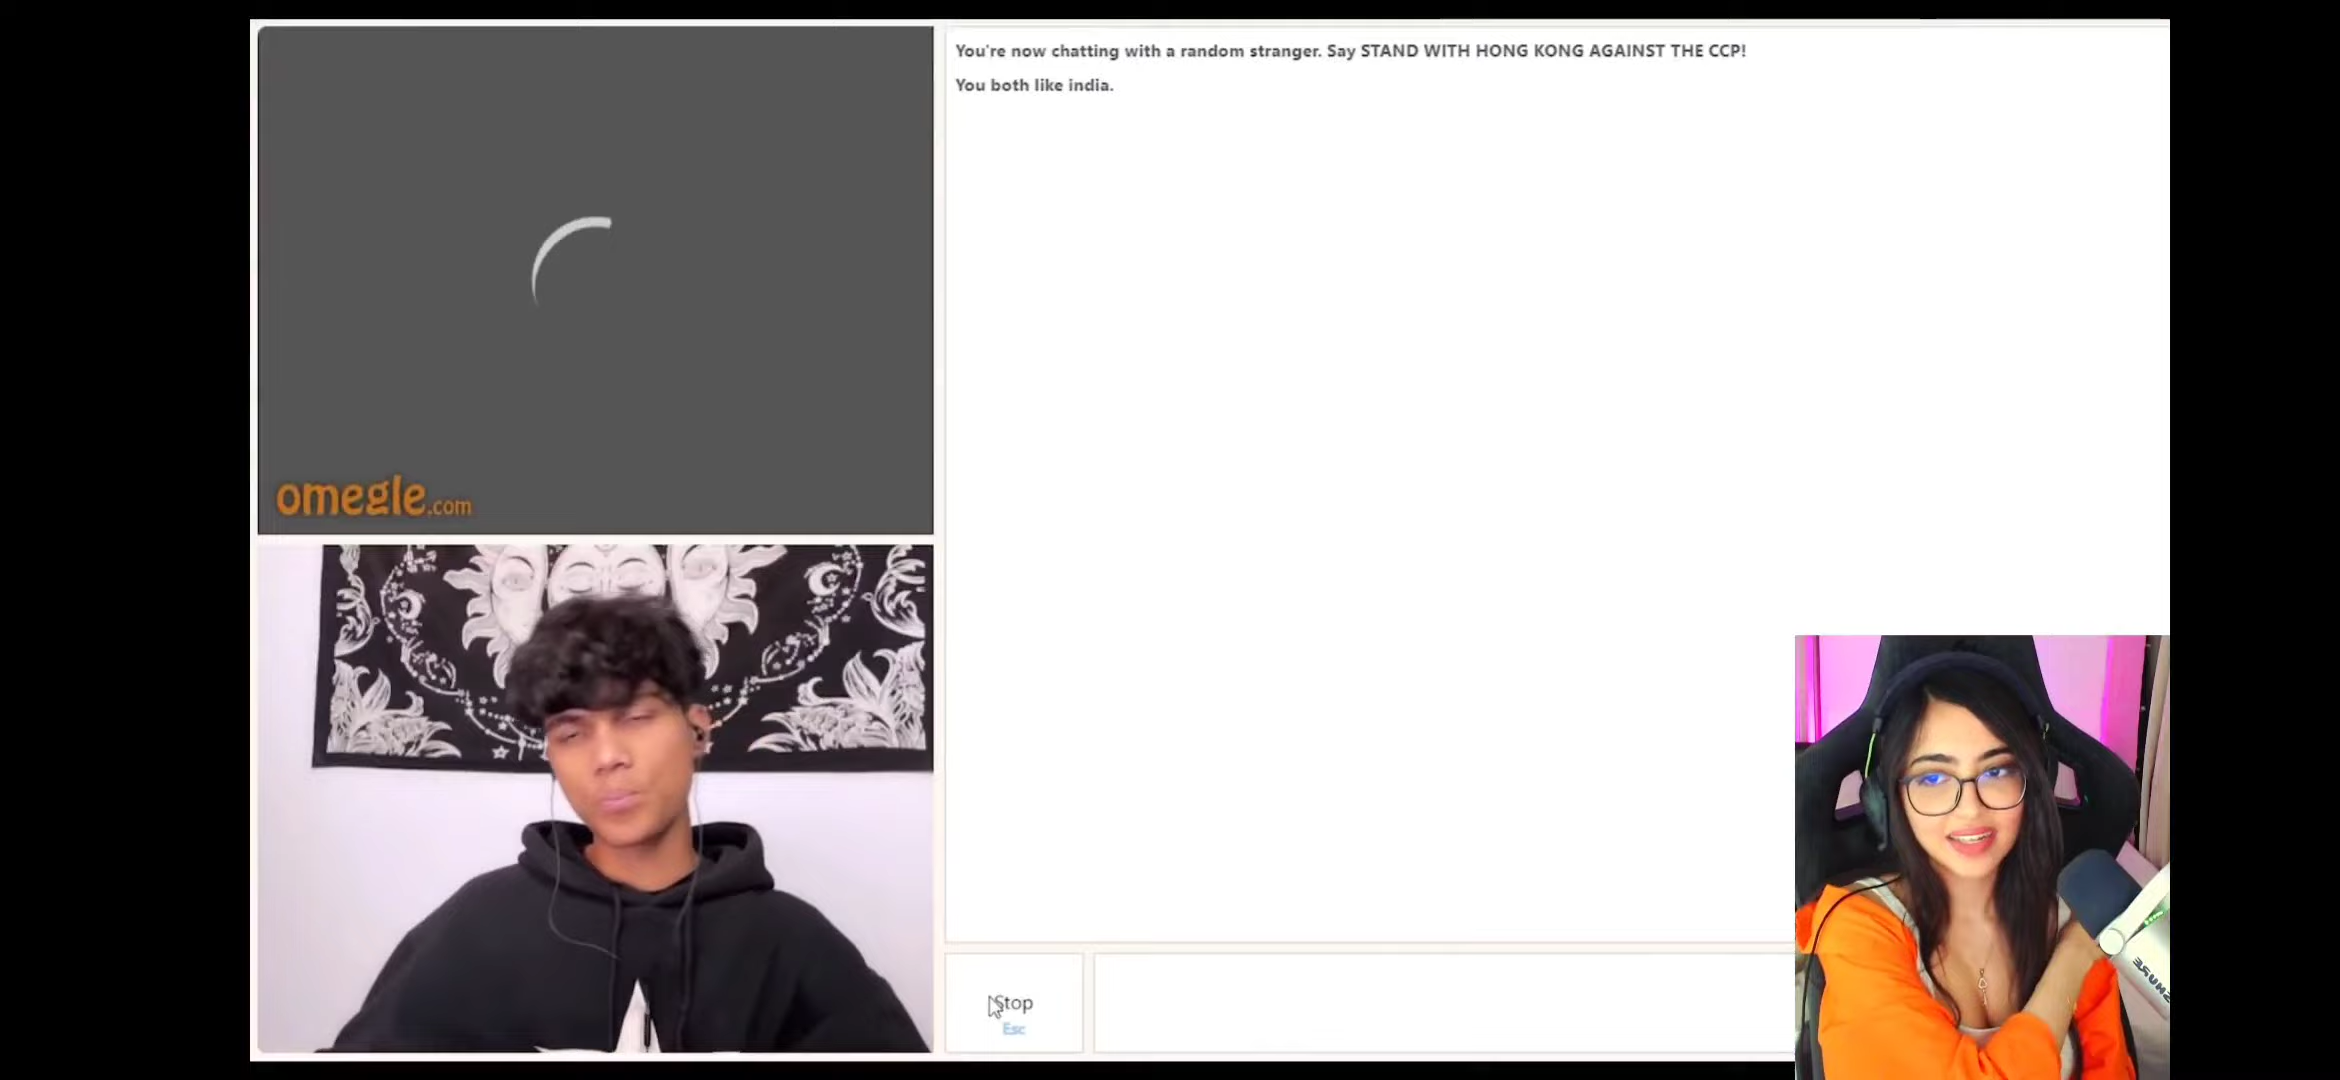 You're now chatting with a random stranger. Say STAND WITH HONG KONG AGAINST THE CCP!
You both like india.
omegle.com
Stop
Esc
SHURE